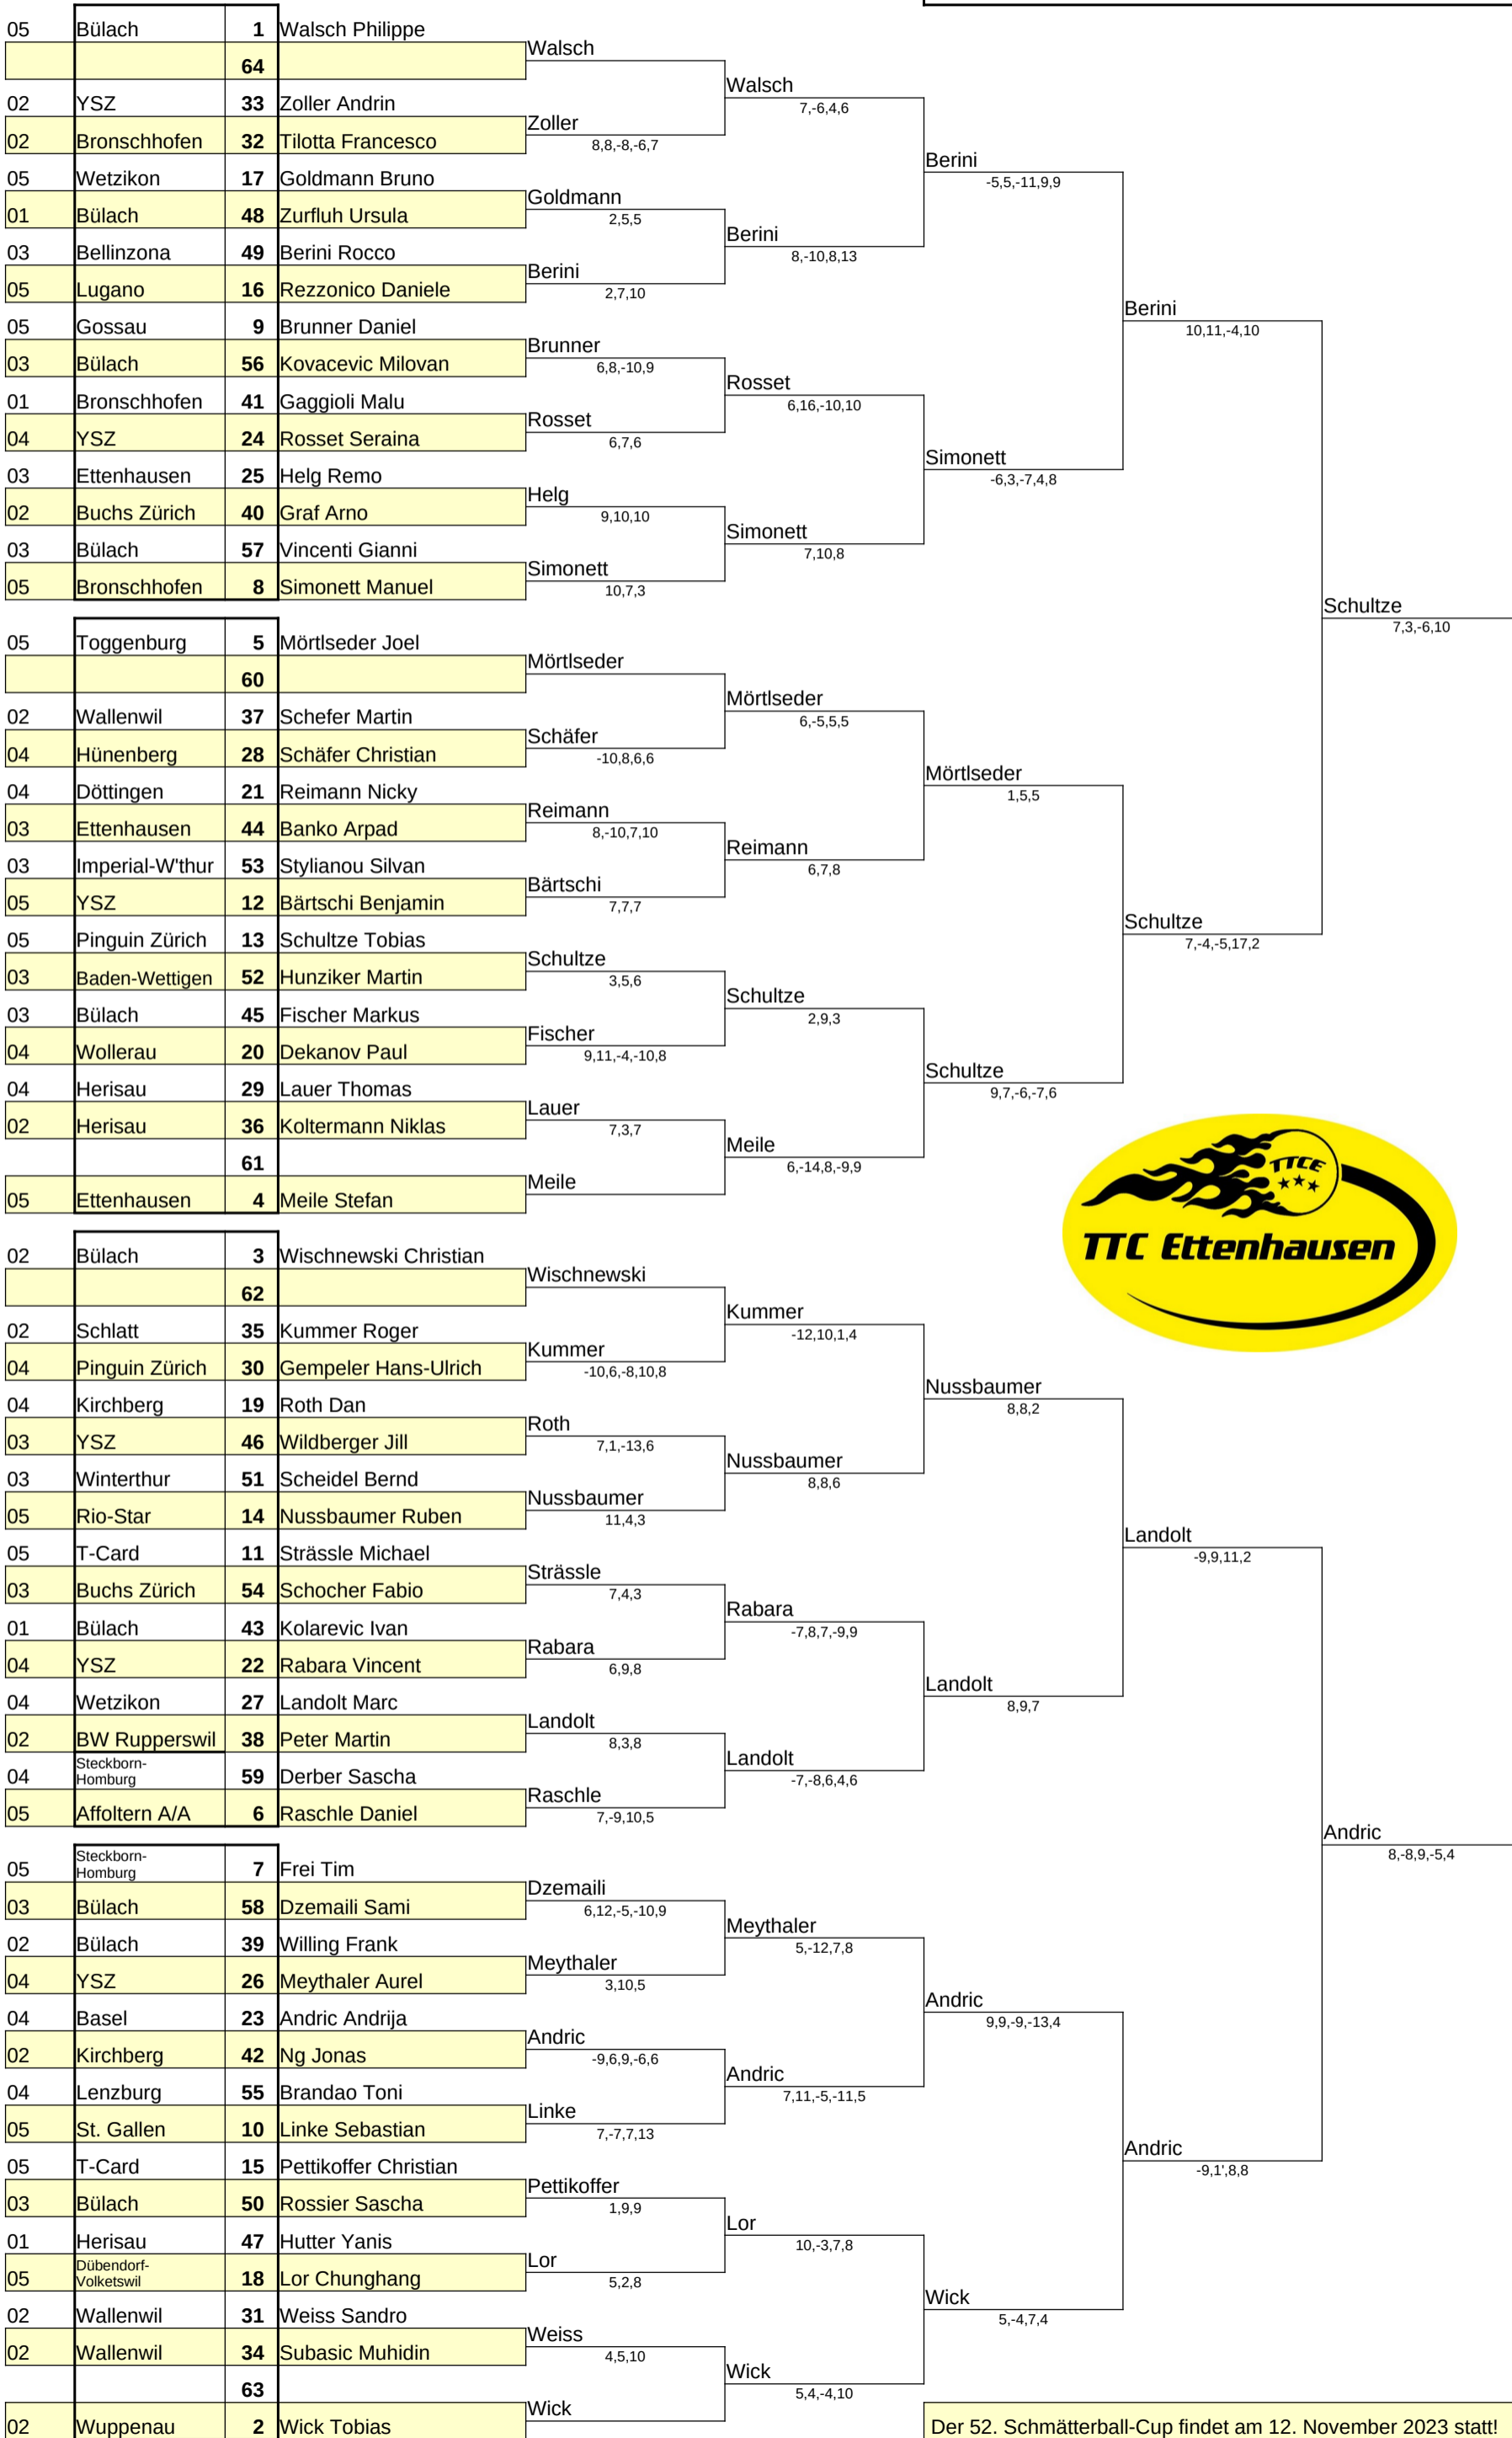 05 Bülach 1 Walsch Philippe
Walsch
64
Walsch
02 YSZ 33 Zoller Andrin
7,-6,4,6
Zoller
02 Bronschhofen 32 Tilotta Francesco
8,8,-8,-6,7
Berini
05 Wetzikon 17 Goldmann Bruno
-5,5,-11,9,9
Goldmann
01 Bülach 48 Zurfluh Ursula
2,5,5
Berini
03 Bellinzona 49 Berini Rocco
8,-10,8,13
Berini
05 Lugano 16 Rezzonico Daniele
2,7,10
Berini
05 Gossau 9 Brunner Daniel
10,11,-4,10
Brunner
03 Bülach 56 Kovacevic Milovan
6,8,-10,9
Rosset
01 Bronschhofen 41 Gaggioli Malu
6,16,-10,10
Rosset
04 YSZ 24 Rosset Seraina
6,7,6
Simonett
03 Ettenhausen 25 Helg Remo
-6,3,-7,4,8
Helg
02 Buchs Zürich 40 Graf Arno
9,10,10
Simonett
03 Bülach 57 Vincenti Gianni
7,10,8
Simonett
05 Bronschhofen 8 Simonett Manuel
10,7,3
Schultze
7,3,-6,10
05 Toggenburg 5 Mörtlseder Joel
Mörtlseder
60
Mörtlseder
02 Wallenwil 37 Schefer Martin
6,-5,5,5
Schäfer
04 Hünenberg 28 Schäfer Christian
-10,8,6,6
Mörtlseder
04 Döttingen 21 Reimann Nicky
1,5,5
Reimann
03 Ettenhausen 44 Banko Arpad
8,-10,7,10
Reimann
03 Imperial-W'thur 53 Stylianou Silvan
6,7,8
Bärtschi
05 YSZ 12 Bärtschi Benjamin
7,7,7
Schultze
05 Pinguin Zürich 13 Schultze Tobias
7,-4,-5,17,2
Schultze
03 Baden-Wettigen 52 Hunziker Martin
3,5,6
Schultze
03 Bülach 45 Fischer Markus
2,9,3
Fischer
04 Wollerau 20 Dekanov Paul
9,11,-4,-10,8
Schultze
04 Herisau 29 Lauer Thomas
9,7,-6,-7,6
Lauer
02 Herisau 36 Koltermann Niklas
7,3,7
Meile
61
6,-14,8,-9,9
Meile
05 Ettenhausen 4 Meile Stefan
TTCE
TTC Ettenhausen
02 Bülach 3 Wischnewski Christian
Wischnewski
62
Kummer
02 Schlatt 35 Kummer Roger
-12,10,1,4
Kummer
04 Pinguin Zürich 30 Gempeler Hans-Ulrich
-10,6,-8,10,8
Nussbaumer
04 Kirchberg 19 Roth Dan
8,8,2
Roth
03 YSZ 46 Wildberger Jill
7,1,-13,6
Nussbaumer
03 Winterthur 51 Scheidel Bernd
8,8,6
Nussbaumer
05 Rio-Star 14 Nussbaumer Ruben
11,4,3
Landolt
05 T-Card 11 Strässle Michael
-9,9,11,2
Strässle
03 Buchs Zürich 54 Schocher Fabio
7,4,3
Rabara
01 Bülach 43 Kolarevic Ivan
-7,8,7,-9,9
Rabara
04 YSZ 22 Rabara Vincent
6,9,8
Landolt
04 Wetzikon 27 Landolt Marc
8,9,7
Landolt
02 BW Rupperswil 38 Peter Martin
8,3,8
Landolt
Steckborn-
04 Homburg 59 Derber Sascha
-7,-8,6,4,6
Raschle
05 Affoltern A/A 6 Raschle Daniel
7,-9,10,5
Andric
8,-8,9,-5,4
Steckborn-
05 Homburg 7 Frei Tim
Dzemaili
03 Bülach 58 Dzemaili Sami
6,12,-5,-10,9
Meythaler
02 Bülach 39 Willing Frank
5,-12,7,8
Meythaler
04 YSZ 26 Meythaler Aurel
3,10,5
Andric
04 Basel 23 Andric Andrija
9,9,-9,-13,4
Andric
02 Kirchberg 42 Ng Jonas
-9,6,9,-6,6
Andric
04 Lenzburg 55 Brandao Toni
7,11,-5,-11,5
Linke
05 St. Gallen 10 Linke Sebastian
7,-7,7,13
Andric
05 T-Card 15 Pettikoffer Christian
-9,1',8,8
Pettikoffer
03 Bülach 50 Rossier Sascha
1,9,9
Lor
01 Herisau 47 Hutter Yanis
10,-3,7,8
Lor
Dübendorf-
05 Volketswil 18 Lor Chunghang
5,2,8
Wick
02 Wallenwil 31 Weiss Sandro
5,-4,7,4
Weiss
02 Wallenwil 34 Subasic Muhidin
4,5,10
Wick
63
5,4,-4,10
Wick
02 Wuppenau 2 Wick Tobias
Der 52. Schmätterball-Cup findet am 12. November 2023 statt!